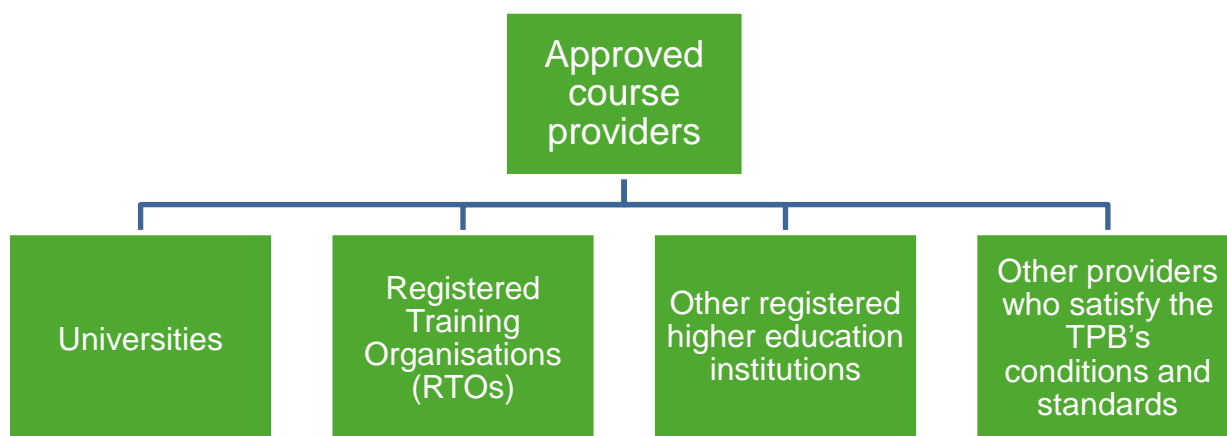 Approved
course
providers
Universities
Registered
Training
Organisations
(RTOs)
Other registered
higher education
institutions
Other providers
who satisfy the
TPB’s
conditions and
standards